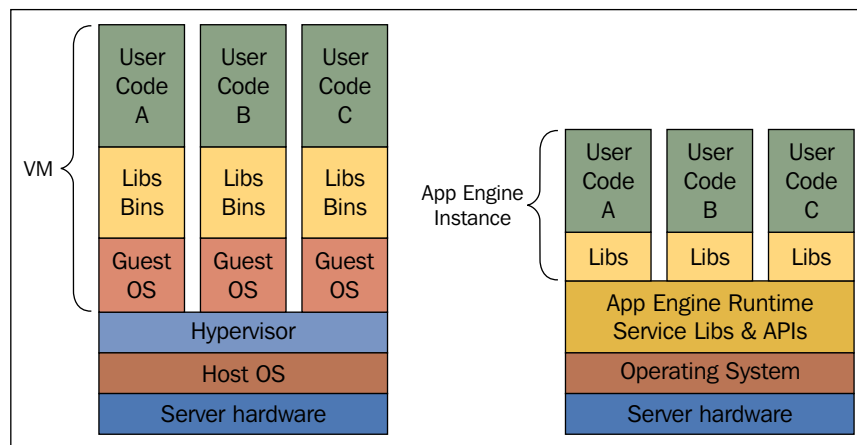 VM
User
Code
A
User
Code
B
User
Code
C
Libs
Bins
Libs
Bins
Libs
Bins
Guest
OS
Guest
OS
Guest
OS
Hypervisor
Host OS
Server hardware
App Engine
Instance
User
Code
A
User
Code
B
User
Code
C
Libs
Libs
Libs
App Engine Runtime
Service Libs & APIs
Operating System
Server hardware